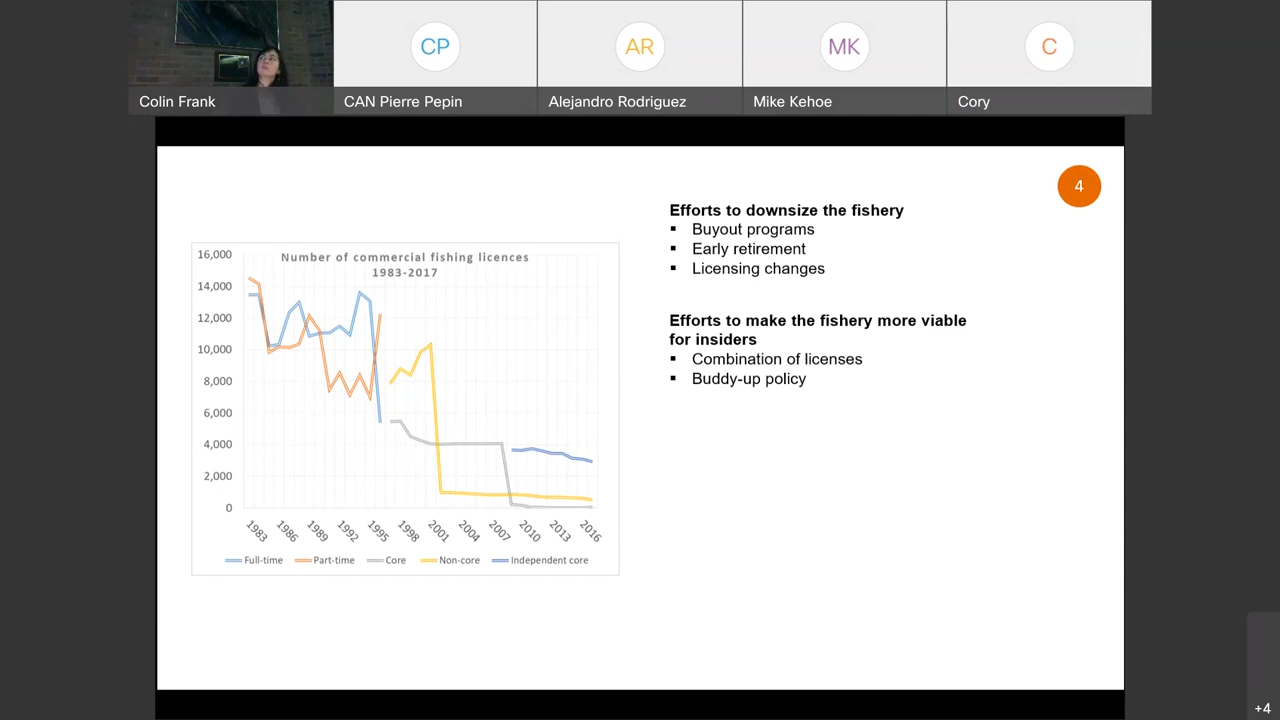 CP
AR
MK
C
Colin Frank
CAN Pierre Pepin
Alejandro Rodriguez
Mike Kehoe
Cory
4
Number of commercial fishing licences
1983-2017
16,000
14,000
12,000
10,000
8,000
6,000
4,000
2,000
0
1983
1986
1989
1992
1995
1998
2001
2004
2007
2010
2013
2016
Full-time
Part-time
Core
Non-core
Independent core
Efforts to downsize the fishery
▪ Buyout programs
▪ Early retirement
▪ Licensing changes
Efforts to make the fishery more viable
for insiders
▪ Combination of licenses
▪ Buddy-up policy
+4